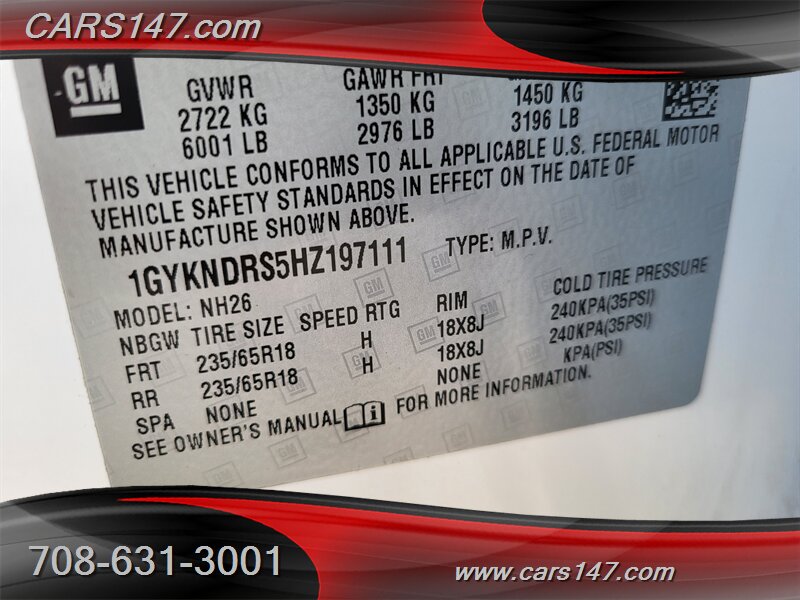 CARS147.com
GM
GVWR GAWR FRT
2722 KG 1350 KG 1450 KG
6001 LB 2976 LB 3196 LB
THIS VEHICLE CONFORMS TO ALL APPLICABLE U.S. FEDERAL MOTOR
VEHICLE SAFETY STANDARDS IN EFFECT ON THE DATE OF
MANUFACTURE SHOWN ABOVE.
1GYKNDRS5HZ197111 TYPE: M.P.V.
MODEL: NH26
NBGW TIRE SIZE SPEED RTG RIM COLD TIRE PRESSURE
FRT 235/65R18 H 18X8J 240KPA(35PSI)
RR 235/65R18 H 18X8J 240KPA(35PSI)
SPA NONE NONE KPA(PSI)
SEE OWNER'S MANUAL FOR MORE INFORMATION.
708-631-3001
www.cars147.com